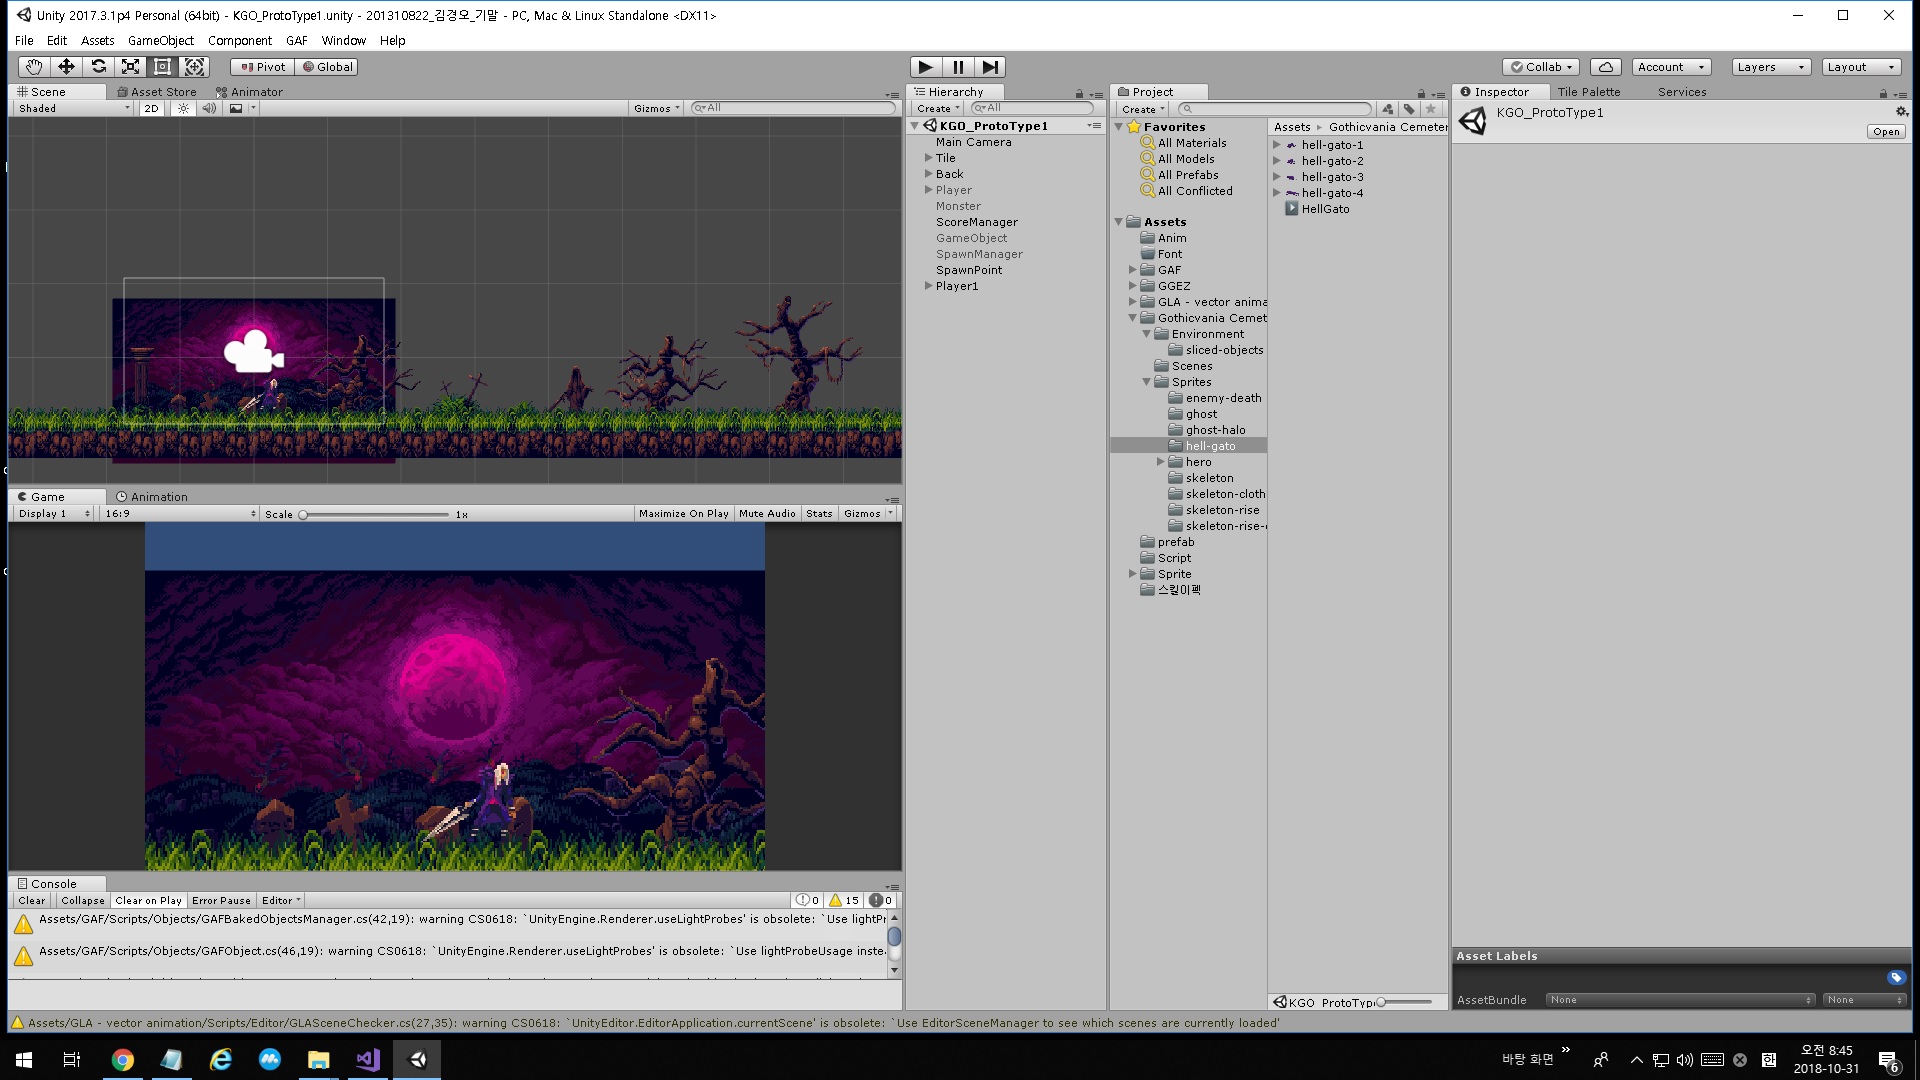 Unity 2017.3.1p4 Personal (64bit) - KGO_ProtoType1.unity - 201310822_김경오_기말 - PC, Mac & Linux Standalone <DX11>
File Edit Assets GameObject Component GAF Window Help
Pivot Global Collab Account Layers Layout
Scene Asset Store Animator
Shaded 2D Gizmos All
Game Animation
Display 1 16:9 Scale 1x Maximize On Play Mute Audio Stats Gizmos
Console
Clear Collapse Clear on Play Error Pause Editor 0 15 0
Assets/GAF/Scripts/Objects/GAFBakedObjectsManager.cs(42,19): warning CS0618: `UnityEngine.Renderer.useLightProbes' is obsolete: `Use lightPr
Assets/GAF/Scripts/Objects/GAFObject.cs(46,19): warning CS0618: `UnityEngine.Renderer.useLightProbes' is obsolete: `Use lightProbeUsage inste
Hierarchy
Create All
KGO_ProtoType1
Main Camera
Tile
Back
Player
Monster
ScoreManager
GameObject
SpawnManager
SpawnPoint
Player1
Project
Create
Favorites
All Materials
All Models
All Prefabs
All Conflicted
Assets
Anim
Font
GAF
GGEZ
GLA - vector anima
Gothicvania Cemet
Environment
sliced-objects
Scenes
Sprites
enemy-death
ghost
ghost-halo
hell-gato
hero
skeleton
skeleton-cloth
skeleton-rise
skeleton-rise-
prefab
Script
Sprite
스킬이펙
Assets Gothicvania Cemeter
hell-gato-1
hell-gato-2
hell-gato-3
hell-gato-4
HellGato
KGO_ProtoTyp
Inspector Tile Palette Services
KGO_ProtoType1
Open
Asset Labels
AssetBundle None None
Assets/GLA - vector animation/Scripts/Editor/GLASceneChecker.cs(27,35): warning CS0618: `UnityEditor.EditorApplication.currentScene' is obsolete: `Use EditorSceneManager to see which scenes are currently loaded'
바탕 화면 한 오전 8:45
2018-10-31 6